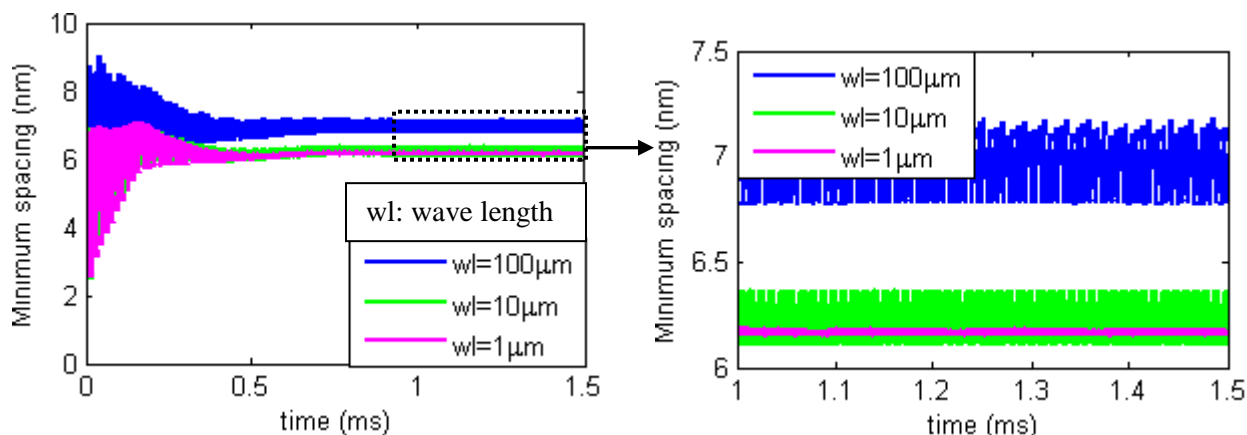 10
8
6
4
2
0
Minimum spacing (nm)
0
0.5
1
1.5
time (ms)
wl: wave length
wl=100μm
wl=10μm
wl=1μm
7.5
7
6.5
6
Minimum spacing (nm)
1
1.1
1.2
1.3
1.4
1.5
time (ms)
wl=100μm
wl=10μm
wl=1μm